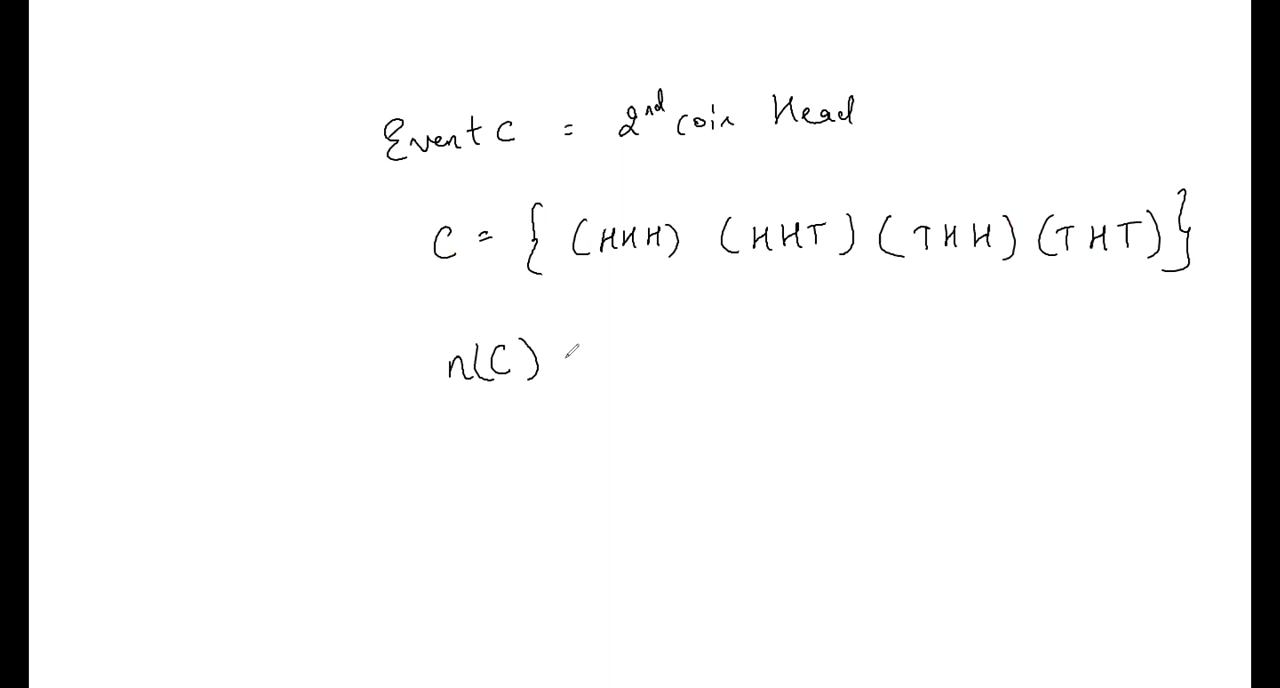 Event C = 2nd coin Head
C = { (HHH) (HHT) (THH) (THT) }
n(C)